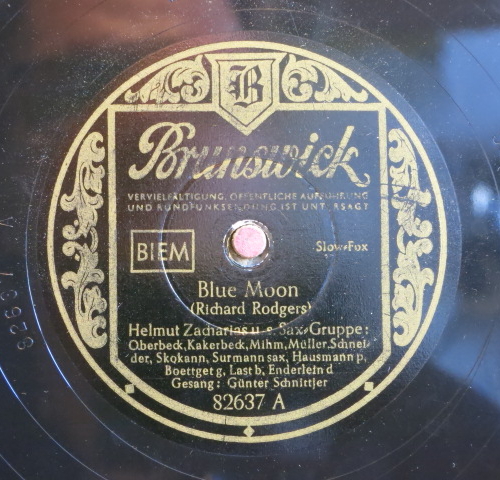 B
Brunswick
VERVIELFÄLTIGUNG, ÖFFENTLICHE AUFFÜHRUNG
UND RUNDFUNKSENDUNG IST UNTERSAGT
BIEM
Slow-Fox
Blue Moon
(Richard Rodgers)
Helmut Zacharias u. s. Sax-Gruppe:
Oberbeck, Kakerbeck, Mihm, Müller, Schnei-
der, Skokann, Surmann sax, Hausmann p,
Boettget g, Last b, Enderlein d
Gesang: Günter Schnittjer
82637 A
82637 A